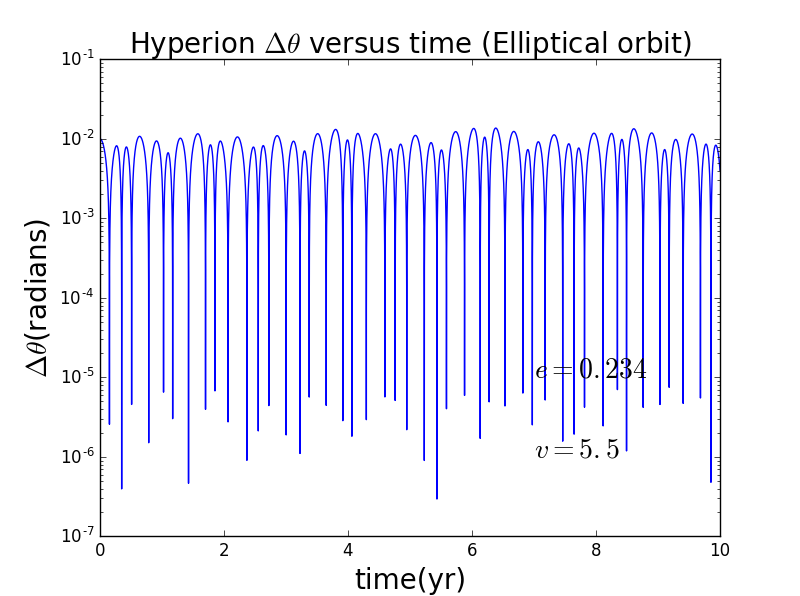 Hyperion Δθ versus time (Elliptical orbit)
10^-1
10^-2
10^-3
10^-4
10^-5
10^-6
10^-7
Δθ(radians)
e = 0.234
v = 5.5
0 2 4 6 8 10
time(yr)